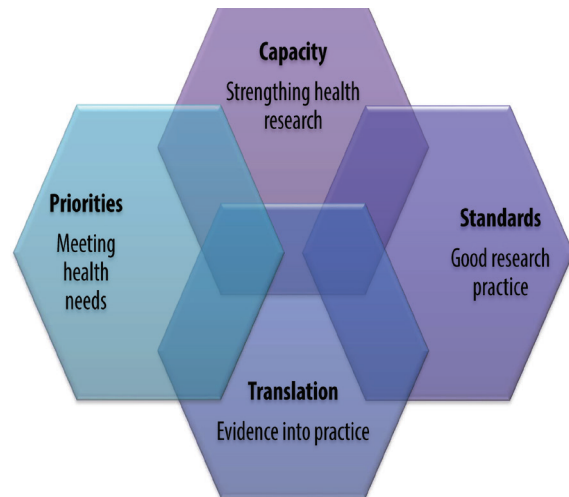 Capacity
Strengthing health
research
Priorities
Meeting
health
needs
Standards
Good research
practice
Translation
Evidence into practice